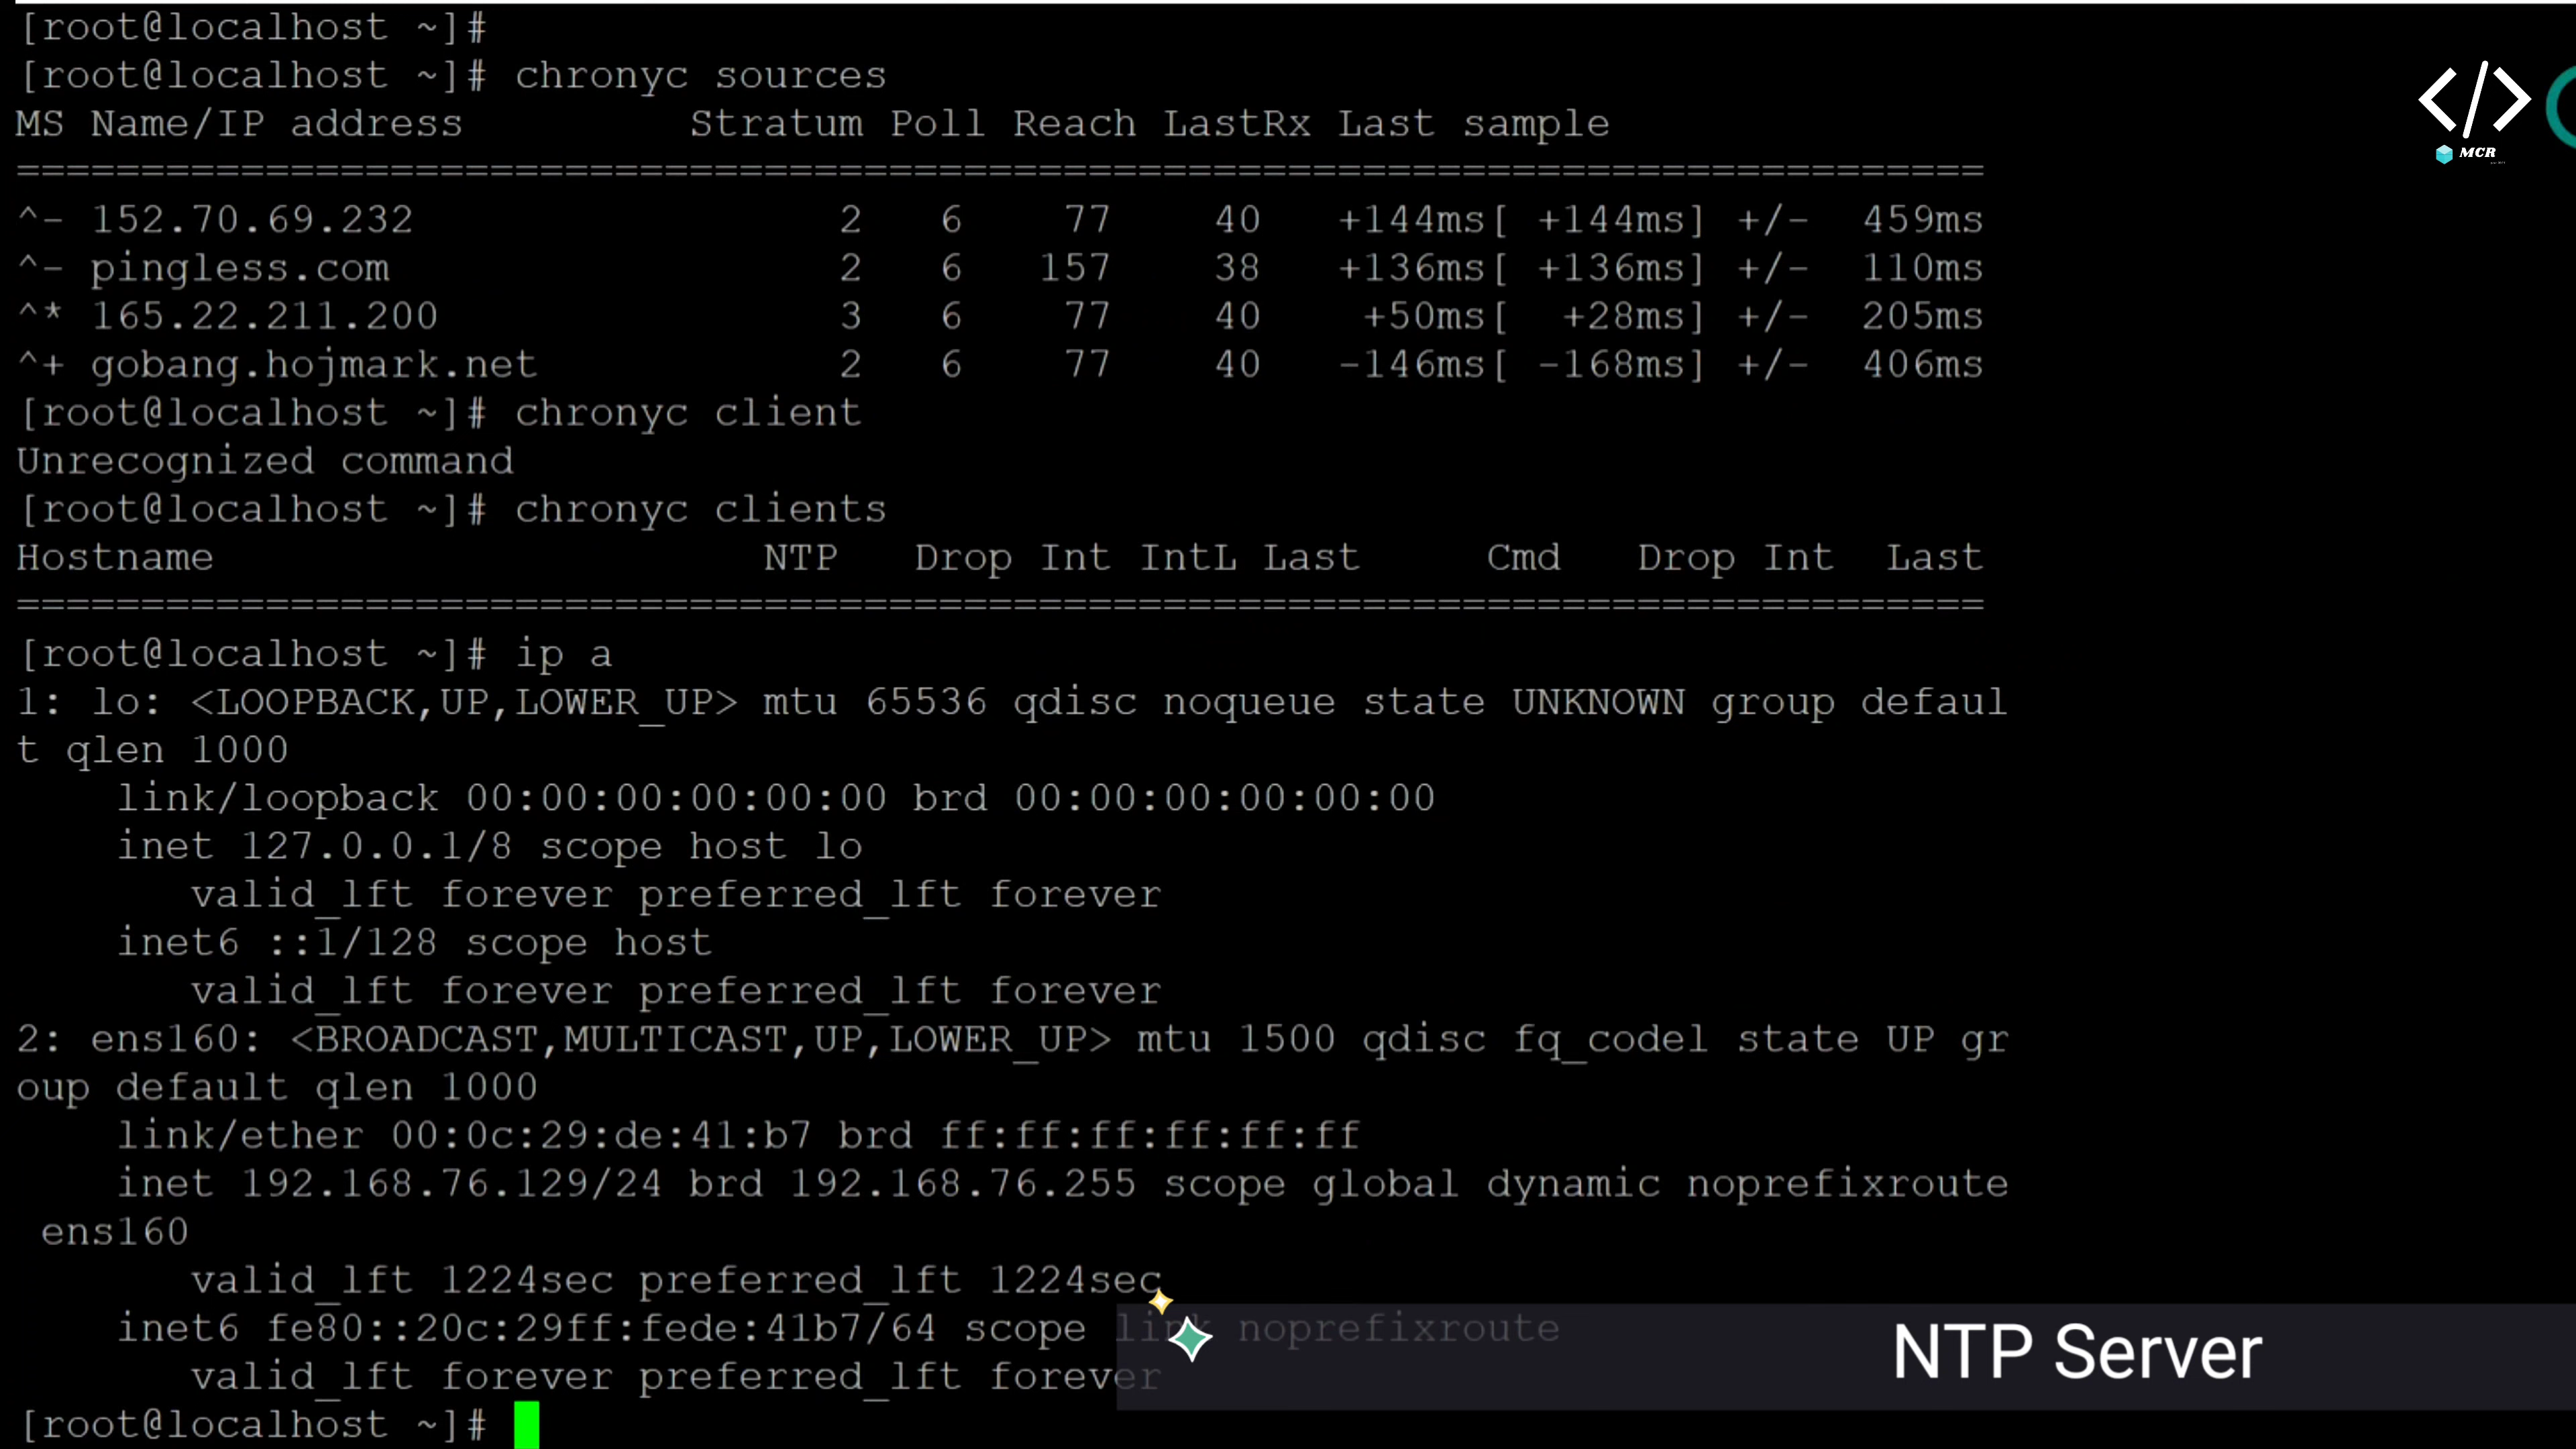 [root@localhost ~]#
[root@localhost ~]# chronyc sources
MS Name/IP address         Stratum Poll Reach LastRx Last sample
===============================================================================
^- 152.70.69.232                 2   6    77    40   +144ms[ +144ms] +/-  459ms
^- pingless.com                  2   6   157    38   +136ms[ +136ms] +/-  110ms
^* 165.22.211.200                3   6    77    40    +50ms[  +28ms] +/-  205ms
^+ gobang.hojmark.net            2   6    77    40   -146ms[ -168ms] +/-  406ms
[root@localhost ~]# chronyc client
Unrecognized command
[root@localhost ~]# chronyc clients
Hostname                      NTP   Drop Int IntL Last     Cmd   Drop Int  Last
===============================================================================
[root@localhost ~]# ip a
1: lo: <LOOPBACK,UP,LOWER_UP> mtu 65536 qdisc noqueue state UNKNOWN group defaul
t qlen 1000
    link/loopback 00:00:00:00:00:00 brd 00:00:00:00:00:00
    inet 127.0.0.1/8 scope host lo
       valid_lft forever preferred_lft forever
    inet6 ::1/128 scope host
       valid_lft forever preferred_lft forever
2: ens160: <BROADCAST,MULTICAST,UP,LOWER_UP> mtu 1500 qdisc fq_codel state UP gr
oup default qlen 1000
    link/ether 00:0c:29:de:41:b7 brd ff:ff:ff:ff:ff:ff
    inet 192.168.76.129/24 brd 192.168.76.255 scope global dynamic noprefixroute
 ens160
       valid_lft 1224sec preferred_lft 1224sec
    inet6 fe80::20c:29ff:fede:41b7/64 scope link noprefixroute
       valid_lft forever preferred_lft forever
[root@localhost ~]#
</> 
MCR
NTP Server